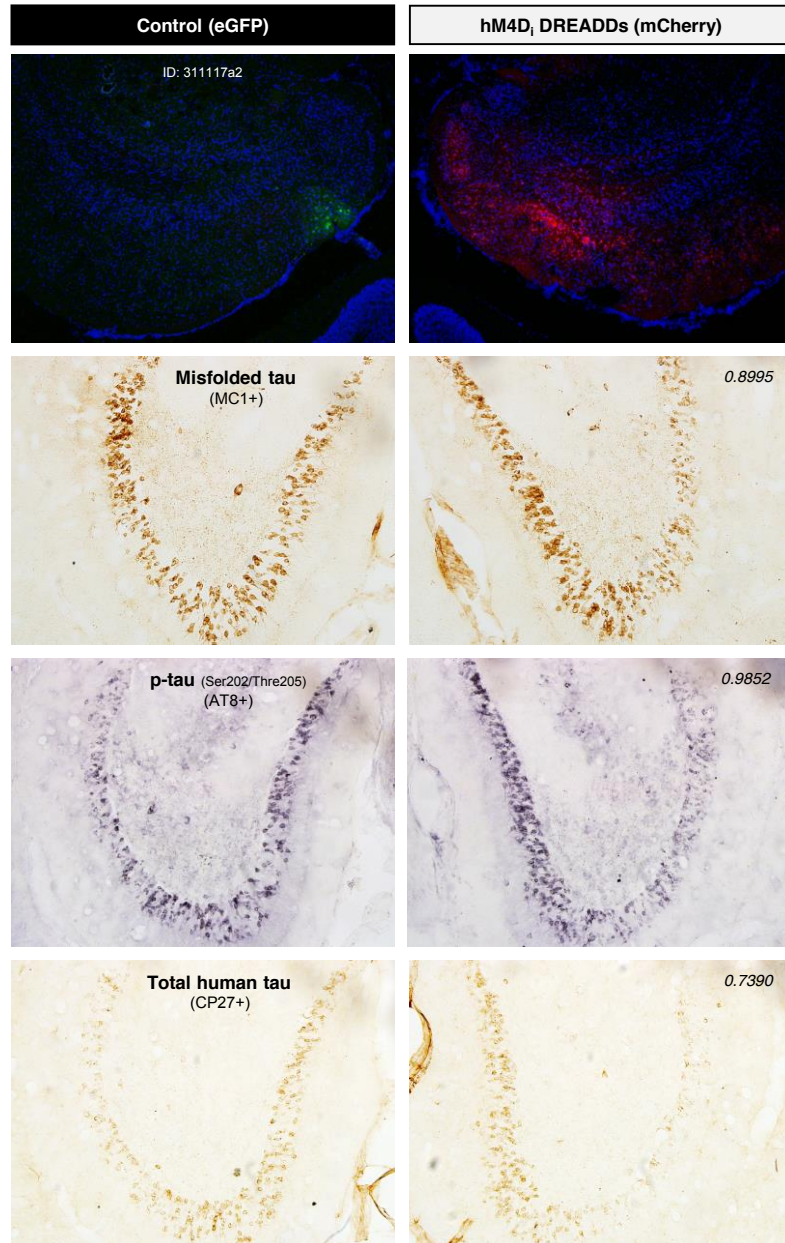 Control (eGFP)
hM4Di DREADDs (mCherry)
ID: 311117a2
Misfolded tau
(MC1+)
0.8995
p-tau (Ser202/Thre205)
(AT8+)
0.9852
Total human tau
(CP27+)
0.7390